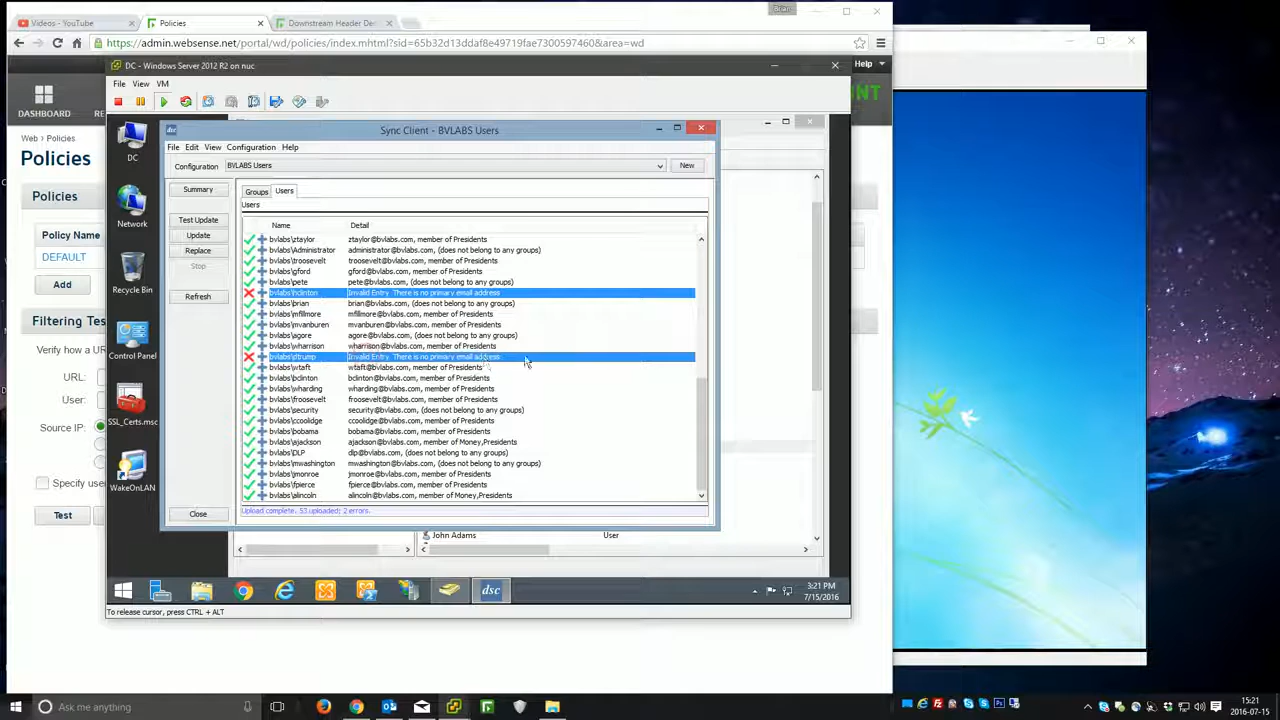 Videos - YouTube
Policies
Downstream Header De
Brian
https://admin.websense.net/portal/wd/policies/index.mhtml?sid=65b32d13ddaf8e49719fae7300597460&area=wd
DC - Windows Server 2012 R2 on nuc
Help
File View VM
DASHBOARD
RE
NT
Web › Policies
Policies
Policies
Policy Name
DEFAULT
Add
Filtering Test
Verify how a UR
URL:
User:
Source IP:
Specify user
Test
DC
Network
Recycle Bin
Control Panel
SSL_Certs.msc
WakeOnLAN
dsc
Sync Client - BVLABS Users
File Edit View Configuration Help
Configuration
BVLABS Users
New
Summary
Test Update
Update
Replace
Stop
Refresh
Close
Groups
Users
Users
Name Detail
bvlabs\ztaylor ztaylor@bvlabs.com, member of Presidents
bvlabs\Administrator administrator@bvlabs.com, (does not belong to any groups)
bvlabs\troosevelt troosevelt@bvlabs.com, member of Presidents
bvlabs\gford gford@bvlabs.com, member of Presidents
bvlabs\pete pete@bvlabs.com, (does not belong to any groups)
bvlabs\hclinton Invalid Entry. There is no primary email address
bvlabs\brian brian@bvlabs.com, (does not belong to any groups)
bvlabs\mfillmore mfillmore@bvlabs.com, member of Presidents
bvlabs\mvanburen mvanburen@bvlabs.com, member of Presidents
bvlabs\agore agore@bvlabs.com, (does not belong to any groups)
bvlabs\wharrison wharrison@bvlabs.com, member of Presidents
bvlabs\dtrump Invalid Entry. There is no primary email address
bvlabs\wtaft wtaft@bvlabs.com, member of Presidents
bvlabs\bclinton bclinton@bvlabs.com, member of Presidents
bvlabs\wharding wharding@bvlabs.com, member of Presidents
bvlabs\froosevelt froosevelt@bvlabs.com, member of Presidents
bvlabs\security security@bvlabs.com, (does not belong to any groups)
bvlabs\ccoolidge ccoolidge@bvlabs.com, member of Presidents
bvlabs\bobama bobama@bvlabs.com, member of Presidents
bvlabs\ajackson ajackson@bvlabs.com, member of Money,Presidents
bvlabs\DLP dlp@bvlabs.com, (does not belong to any groups)
bvlabs\mwashington mwashington@bvlabs.com, (does not belong to any groups)
bvlabs\jmonroe jmonroe@bvlabs.com, member of Presidents
bvlabs\fpierce fpierce@bvlabs.com, member of Presidents
bvlabs\alincoln alincoln@bvlabs.com, member of Money,Presidents
Upload complete. 53 uploaded; 2 errors.
John Adams User
dsc
3:21 PM
7/15/2016
To release cursor, press CTRL + ALT
Ask me anything
15:21
2016-07-15